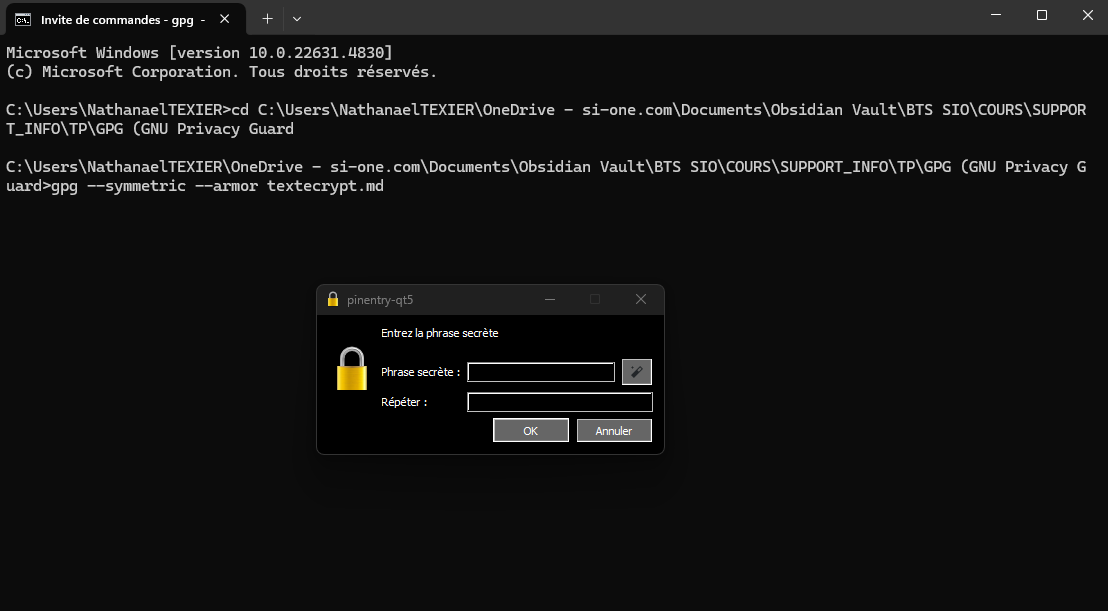 Invite de commandes - gpg -
Microsoft Windows [version 10.0.22631.4830]
(c) Microsoft Corporation. Tous droits réservés.
C:\Users\NathanaelTEXIER>cd C:\Users\NathanaelTEXIER\OneDrive - si-one.com\Documents\Obsidian Vault\BTS SIO\COURS\SUPPOR
T_INFO\TP\GPG (GNU Privacy Guard
C:\Users\NathanaelTEXIER\OneDrive - si-one.com\Documents\Obsidian Vault\BTS SIO\COURS\SUPPORT_INFO\TP\GPG (GNU Privacy G
uard>gpg --symmetric --armor textecrypt.md
pinentry-qt5
Entrez la phrase secrète
Phrase secrète :
Répéter :
OK Annuler